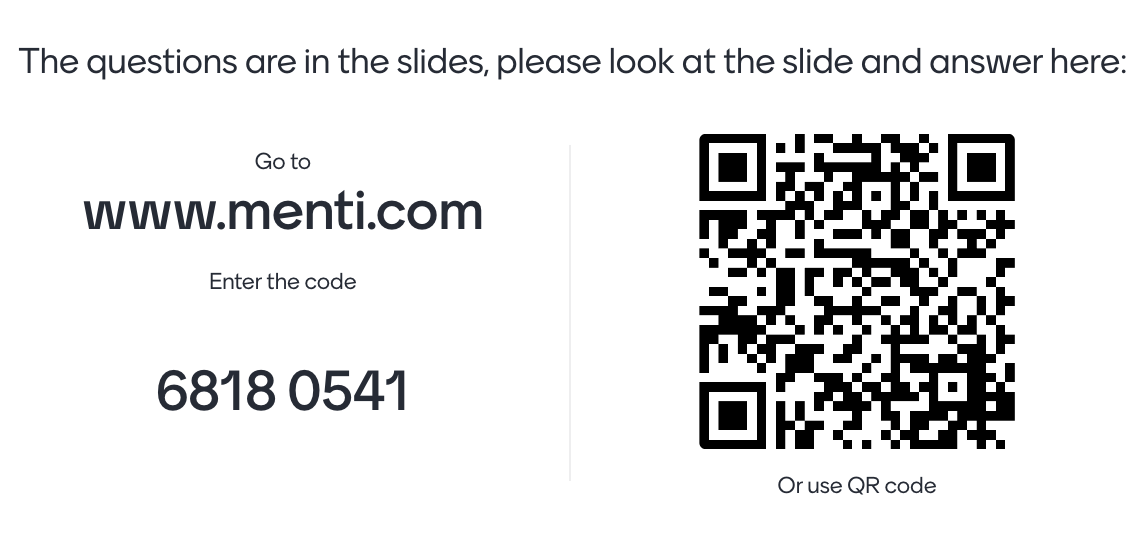 The questions are in the slides, please look at the slide and answer here:
Go to
www.menti.com
Enter the code
6818 0541
Or use QR code